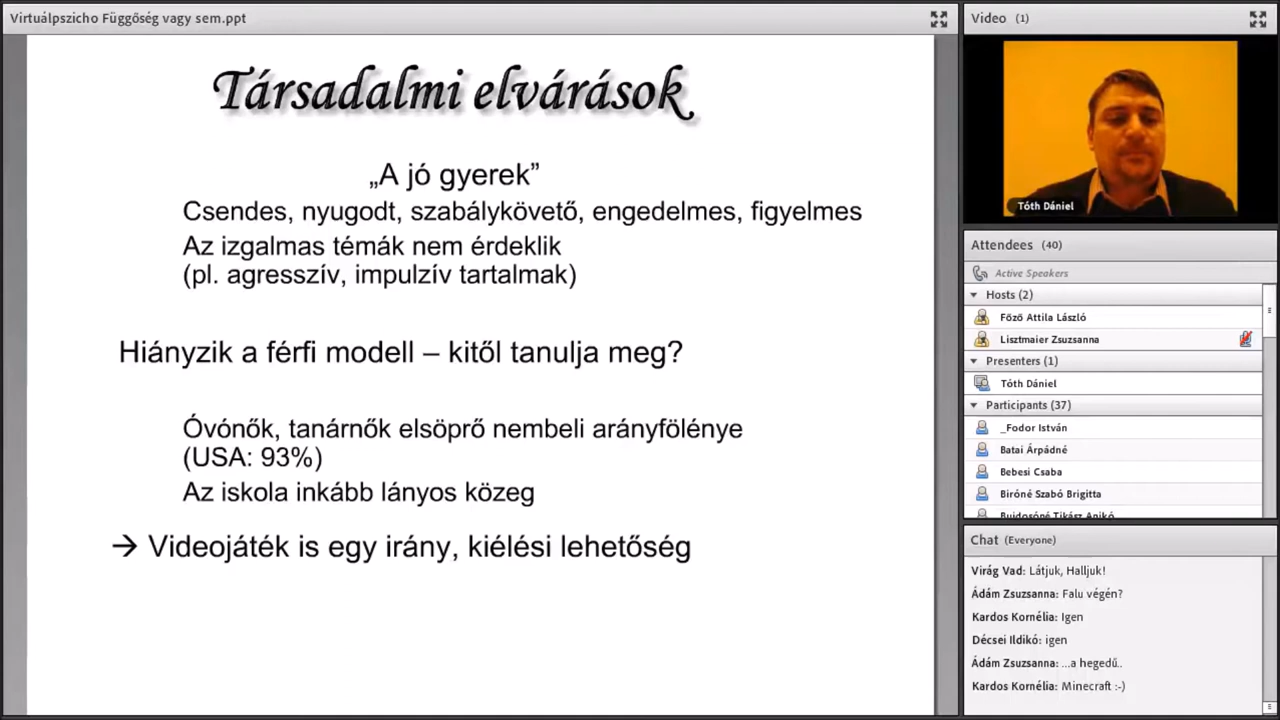 Virtuálpszicho Függőség vagy sem.ppt
Társadalmi elvárások
„A jó gyerek”
Csendes, nyugodt, szabálykövető, engedelmes, figyelmes
Az izgalmas témák nem érdeklik
(pl. agresszív, impulzív tartalmak)
Hiányzik a férfi modell – kitől tanulja meg?
Óvónők, tanárnők elsöprő nembeli arányfölénye
(USA: 93%)
Az iskola inkább lányos közeg
→ Videojáték is egy irány, kiélési lehetőség
Video (1)
Tóth Dániel
Attendees (40)
Active Speakers
Hosts (2)
Főző Attila László
Lisztmaier Zsuzsanna
Presenters (1)
Tóth Dániel
Participants (37)
_Fodor István
Batai Árpádné
Bebesi Csaba
Biróné Szabó Brigitta
Bujdosóné Tikász Anikó
Chat (Everyone)
Virág Vad: Látjuk, Halljuk!
Ádám Zsuzsanna: Falu végén?
Kardos Kornélia: Igen
Décsei Ildikó: igen
Ádám Zsuzsanna: ...a hegedű..
Kardos Kornélia: Minecraft :-)